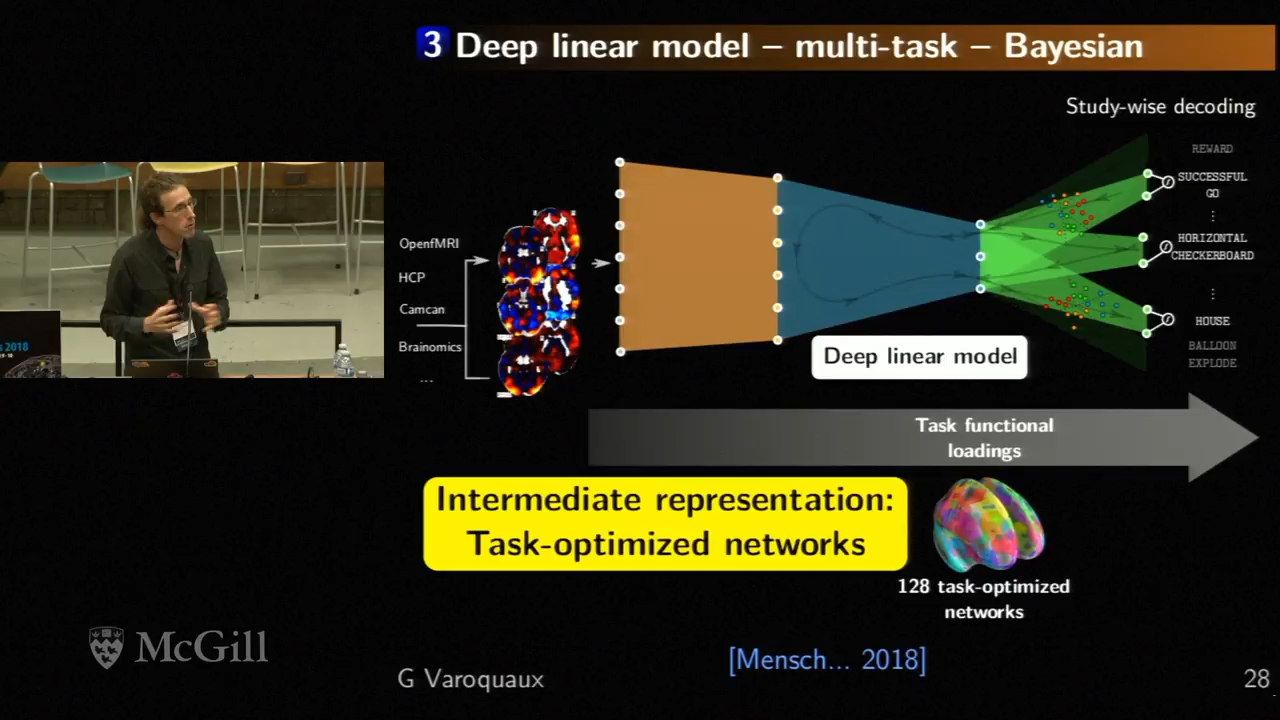 3 Deep linear model – multi-task – Bayesian
Study-wise decoding
REWARD
SUCCESSFUL
GO
⋮
HORIZONTAL
CHECKERBOARD
⋮
HOUSE
BALLOON
EXPLODE
OpenfMRI
HCP
Camcan
Brainomics
...
Deep linear model
Task functional
loadings
Intermediate representation:
Task-optimized networks
128 task-optimized
networks
[Mensch... 2018]
G Varoquaux
28
McGill
s 2018